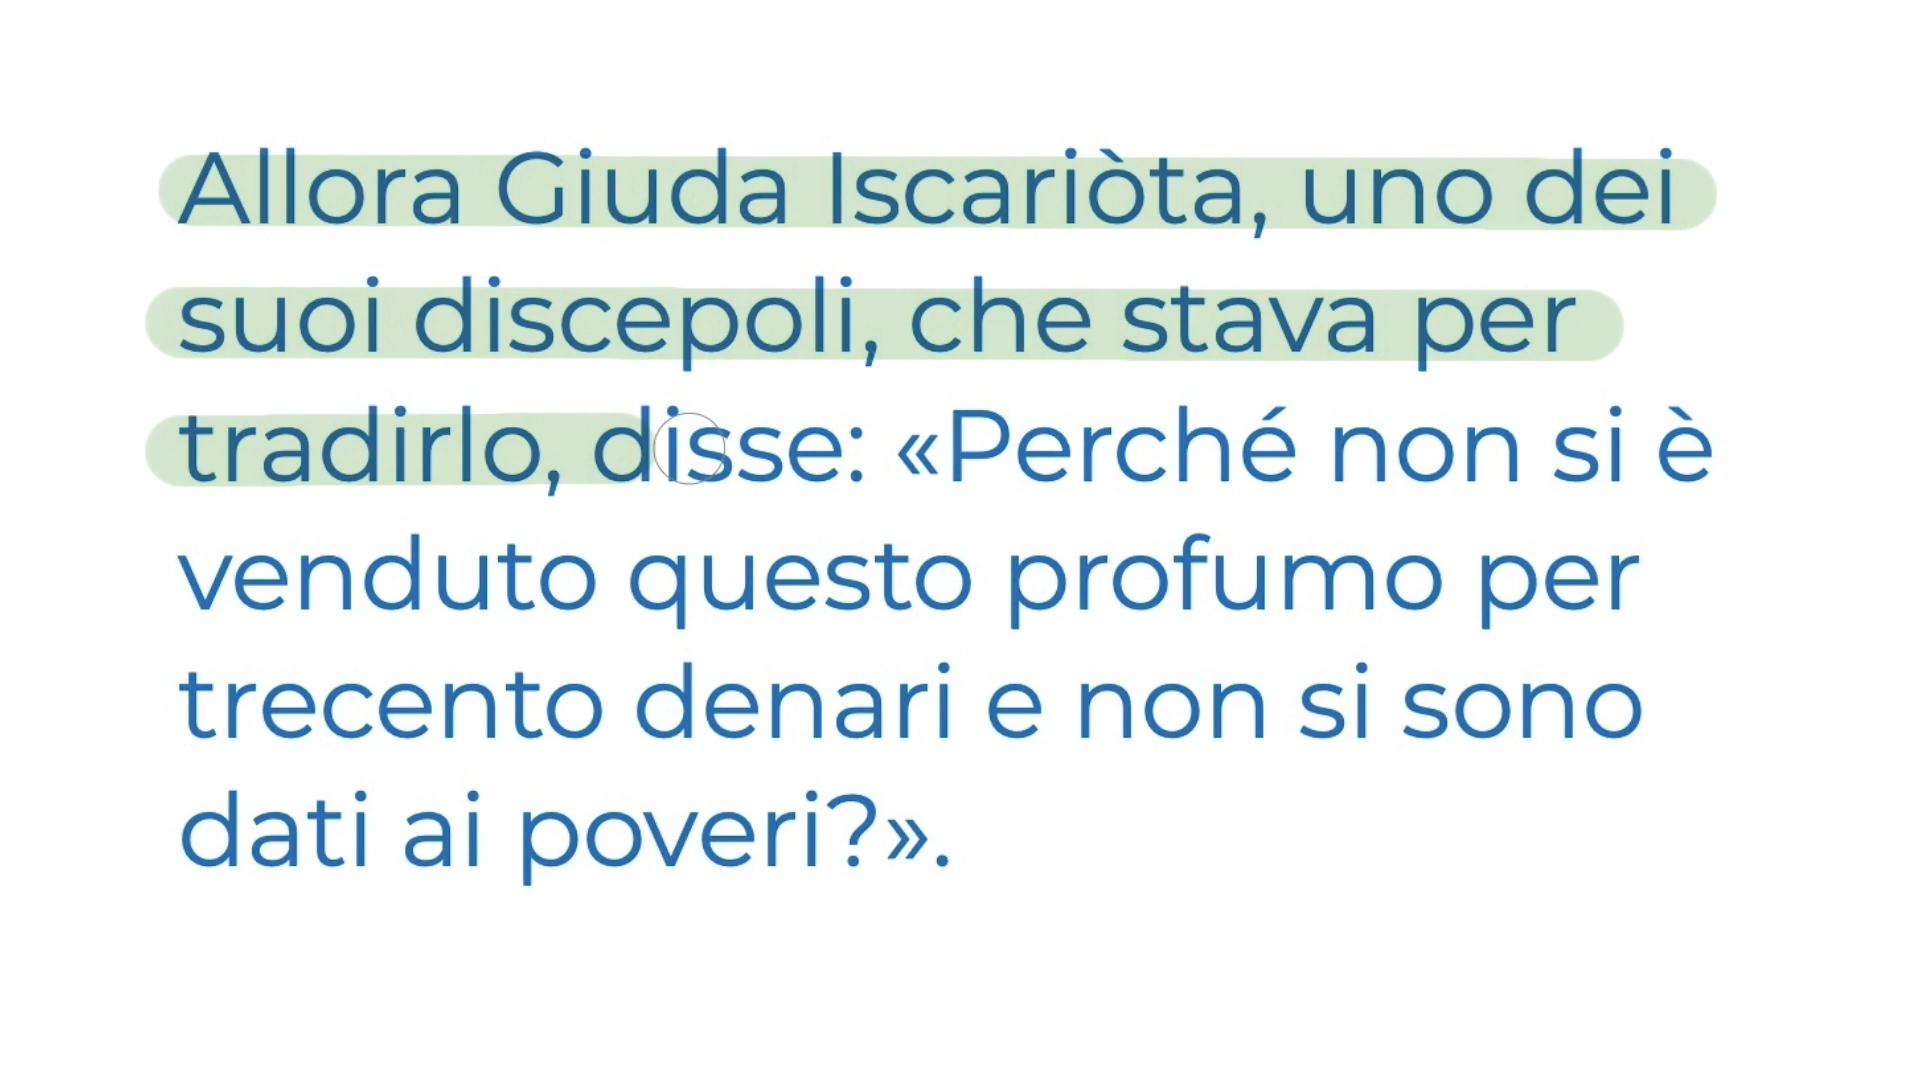 Allora Giuda Iscariòta, uno dei
suoi discepoli, che stava per
tradirlo, disse: «Perché non si è
venduto questo profumo per
trecento denari e non si sono
dati ai poveri?».